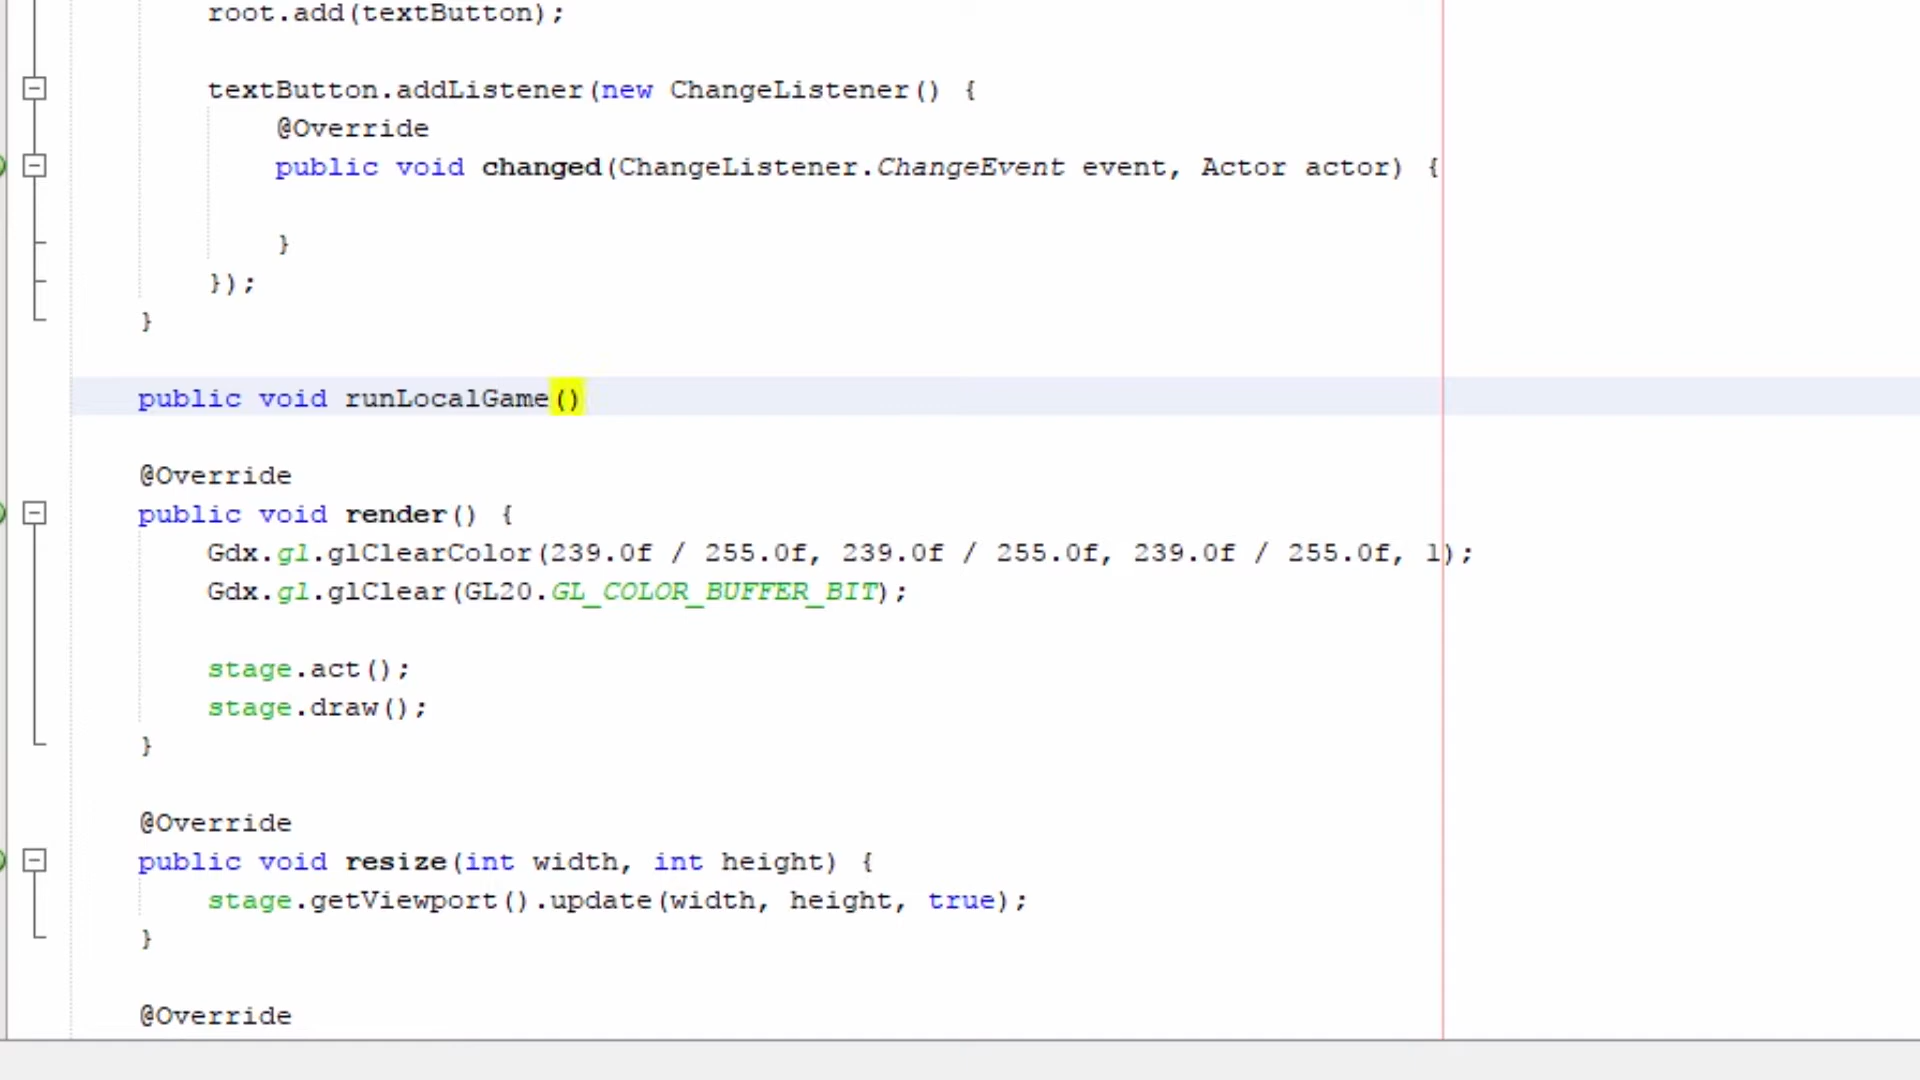 root.add(textButton);
textButton.addListener(new ChangeListener() {
@Override
public void changed(ChangeListener.ChangeEvent event, Actor actor) {
}
});
}
public void runLocalGame()
@Override
public void render() {
Gdx.gl.glClearColor(239.0f / 255.0f, 239.0f / 255.0f, 239.0f / 255.0f, 1);
Gdx.gl.glClear(GL20.GL_COLOR_BUFFER_BIT);
stage.act();
stage.draw();
}
@Override
public void resize(int width, int height) {
stage.getViewport().update(width, height, true);
}
@Override